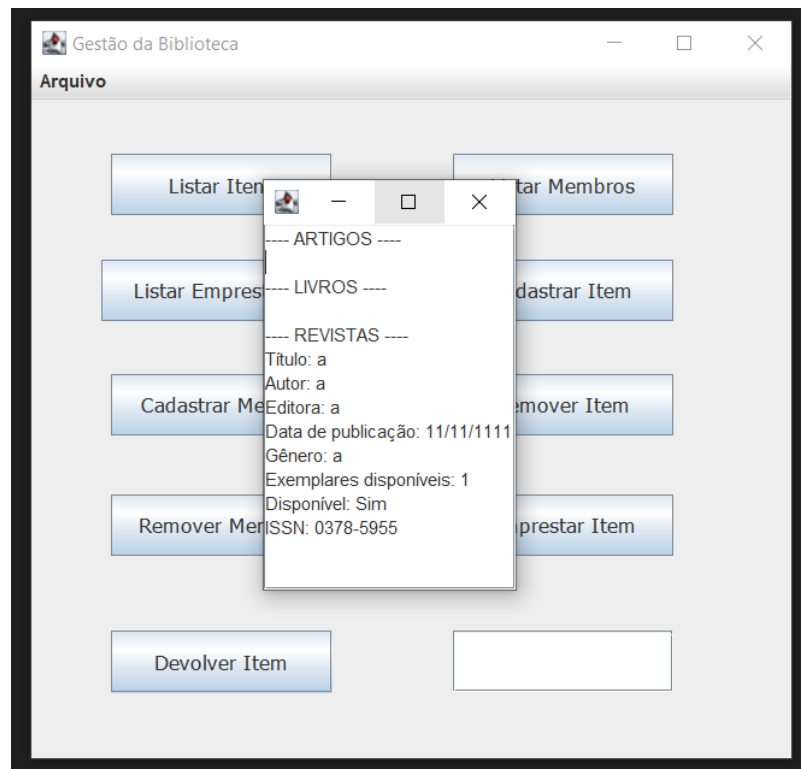 Gestão da Biblioteca
Arquivo
Listar Iten
tar Membros
---- ARTIGOS ----
Listar Empres
---- LIVROS ----
dastrar Item
---- REVISTAS ----
Título: a
Autor: a
Cadastrar Me
Editora: a
emover Item
Data de publicação: 11/11/1111
Gênero: a
Exemplares disponíveis: 1
Disponível: Sim
Remover Mer
ISSN: 0378-5955
prestar Item
Devolver Item